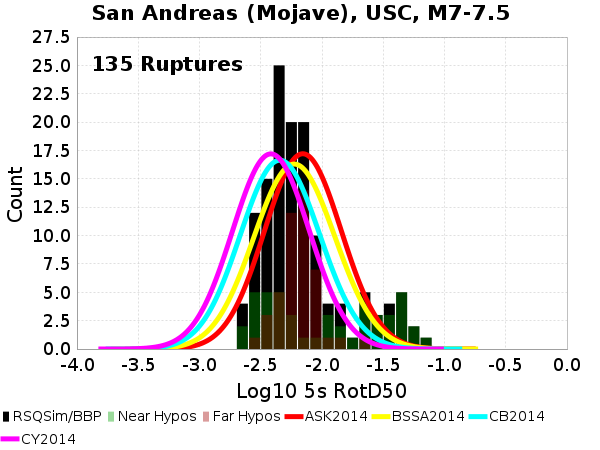 San Andreas (Mojave), USC, M7-7.5
135 Ruptures
Count
27.5
25.0
22.5
20.0
17.5
15.0
12.5
10.0
7.5
5.0
2.5
0.0
-4.0 -3.5 -3.0 -2.5 -2.0 -1.5 -1.0 -0.5 0.0
Log10 5s RotD50
RSQSim/BBP Near Hypos Far Hypos ASK2014 BSSA2014 CB2014
CY2014